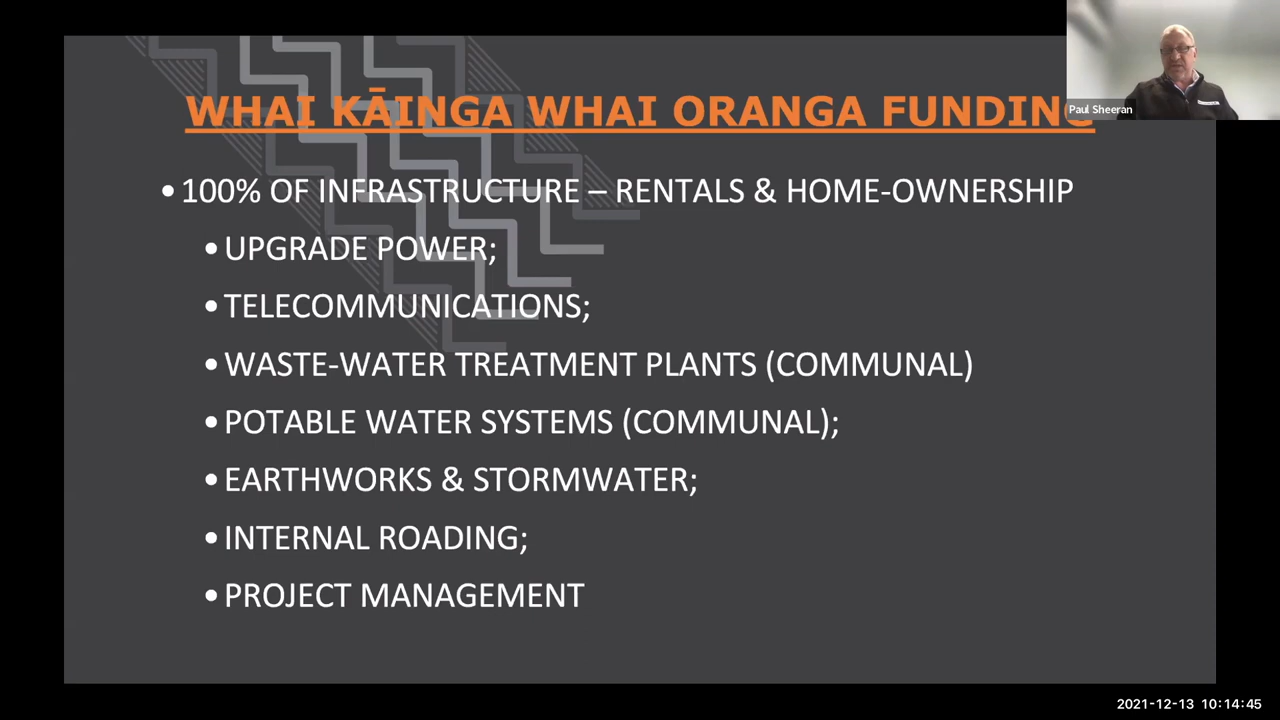 WHAI KĀINGA WHAI ORANGA FUNDING
Paul Sheeran
• 100% OF INFRASTRUCTURE – RENTALS & HOME-OWNERSHIP
• UPGRADE POWER;
• TELECOMMUNICATIONS;
• WASTE-WATER TREATMENT PLANTS (COMMUNAL)
• POTABLE WATER SYSTEMS (COMMUNAL);
• EARTHWORKS & STORMWATER;
• INTERNAL ROADING;
• PROJECT MANAGEMENT
2021-12-13 10:14:45